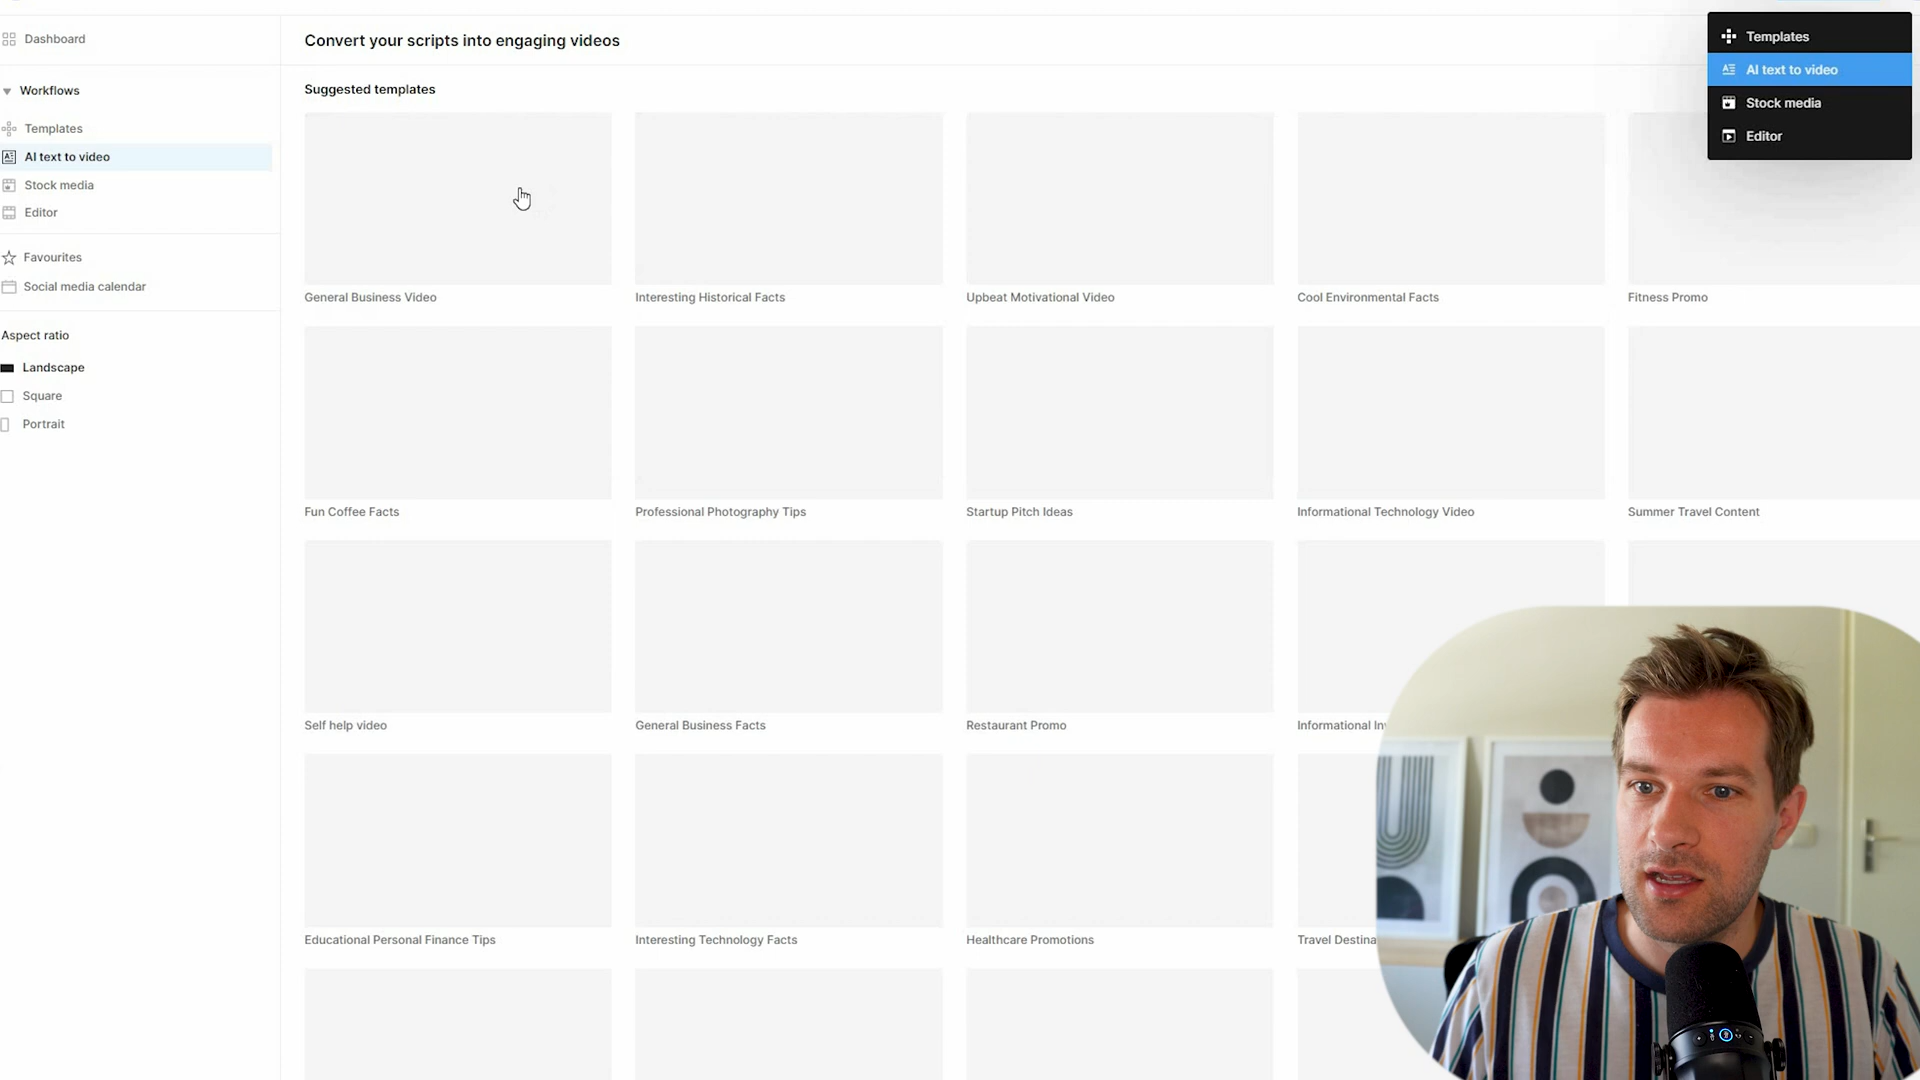 Dashboard
Workflows
Templates
AI text to video
Stock media
Editor
Favourites
Social media calendar
Aspect ratio
Landscape
Square
Portrait
Convert your scripts into engaging videos
Suggested templates
General Business Video
Interesting Historical Facts
Upbeat Motivational Video
Cool Environmental Facts
Fitness Promo
Fun Coffee Facts
Professional Photography Tips
Startup Pitch Ideas
Informational Technology Video
Summer Travel Content
Self help video
General Business Facts
Restaurant Promo
Informational
Educational Personal Finance Tips
Interesting Technology Facts
Healthcare Promotions
Travel
Templates
AI text to video
Stock media
Editor